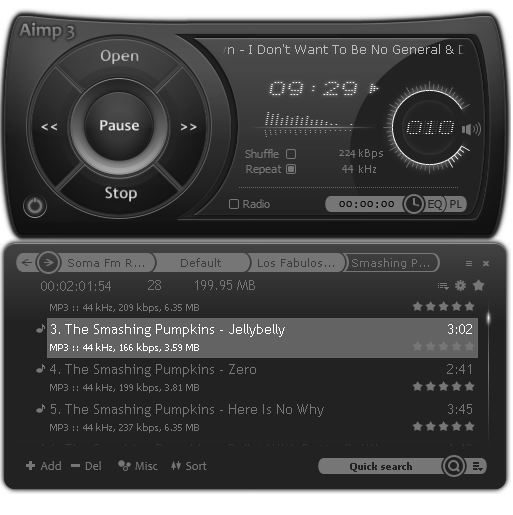 Aimp 3
Open
n - I Don't Want To Be No General & D
09:29
<< Pause >>
010
Shuffle 224 kBps
Repeat 44 kHz
Stop
Radio 00:00:00 EQ PL
Soma Fm R... Default Los Fabulos... Smashing P...
00:02:01:54 28 199.95 MB
MP3 :: 44 kHz, 209 kbps, 6.35 MB
3. The Smashing Pumpkins - Jellybelly 3:02
MP3 :: 44 kHz, 166 kbps, 3.59 MB
4. The Smashing Pumpkins - Zero 2:41
MP3 :: 44 kHz, 199 kbps, 3.81 MB
5. The Smashing Pumpkins - Here Is No Why 3:45
MP3 :: 44 kHz, 237 kbps, 6.35 MB
Add Del Misc Sort Quick search